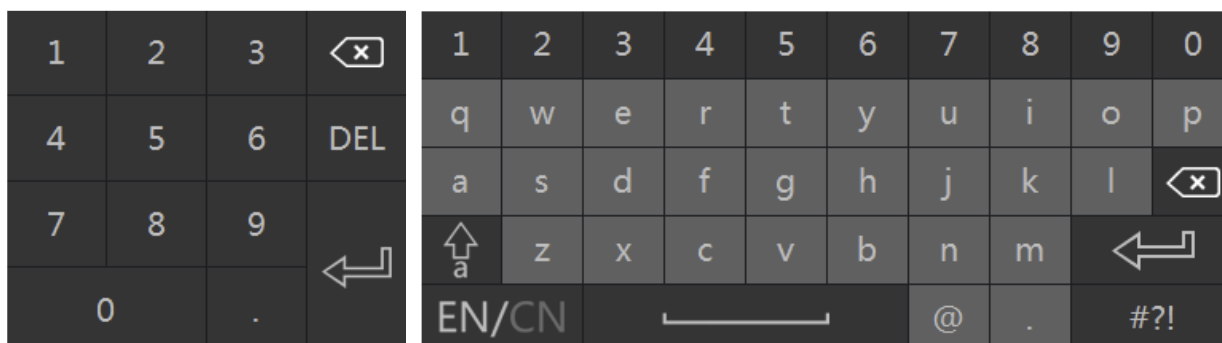 1 2 3
4 5 6 DEL
7 8 9
0 .
1 2 3 4 5 6 7 8 9 0
q w e r t y u i o p
a s d f g h j k l
a z x c v b n m
EN/CN @ . #?!